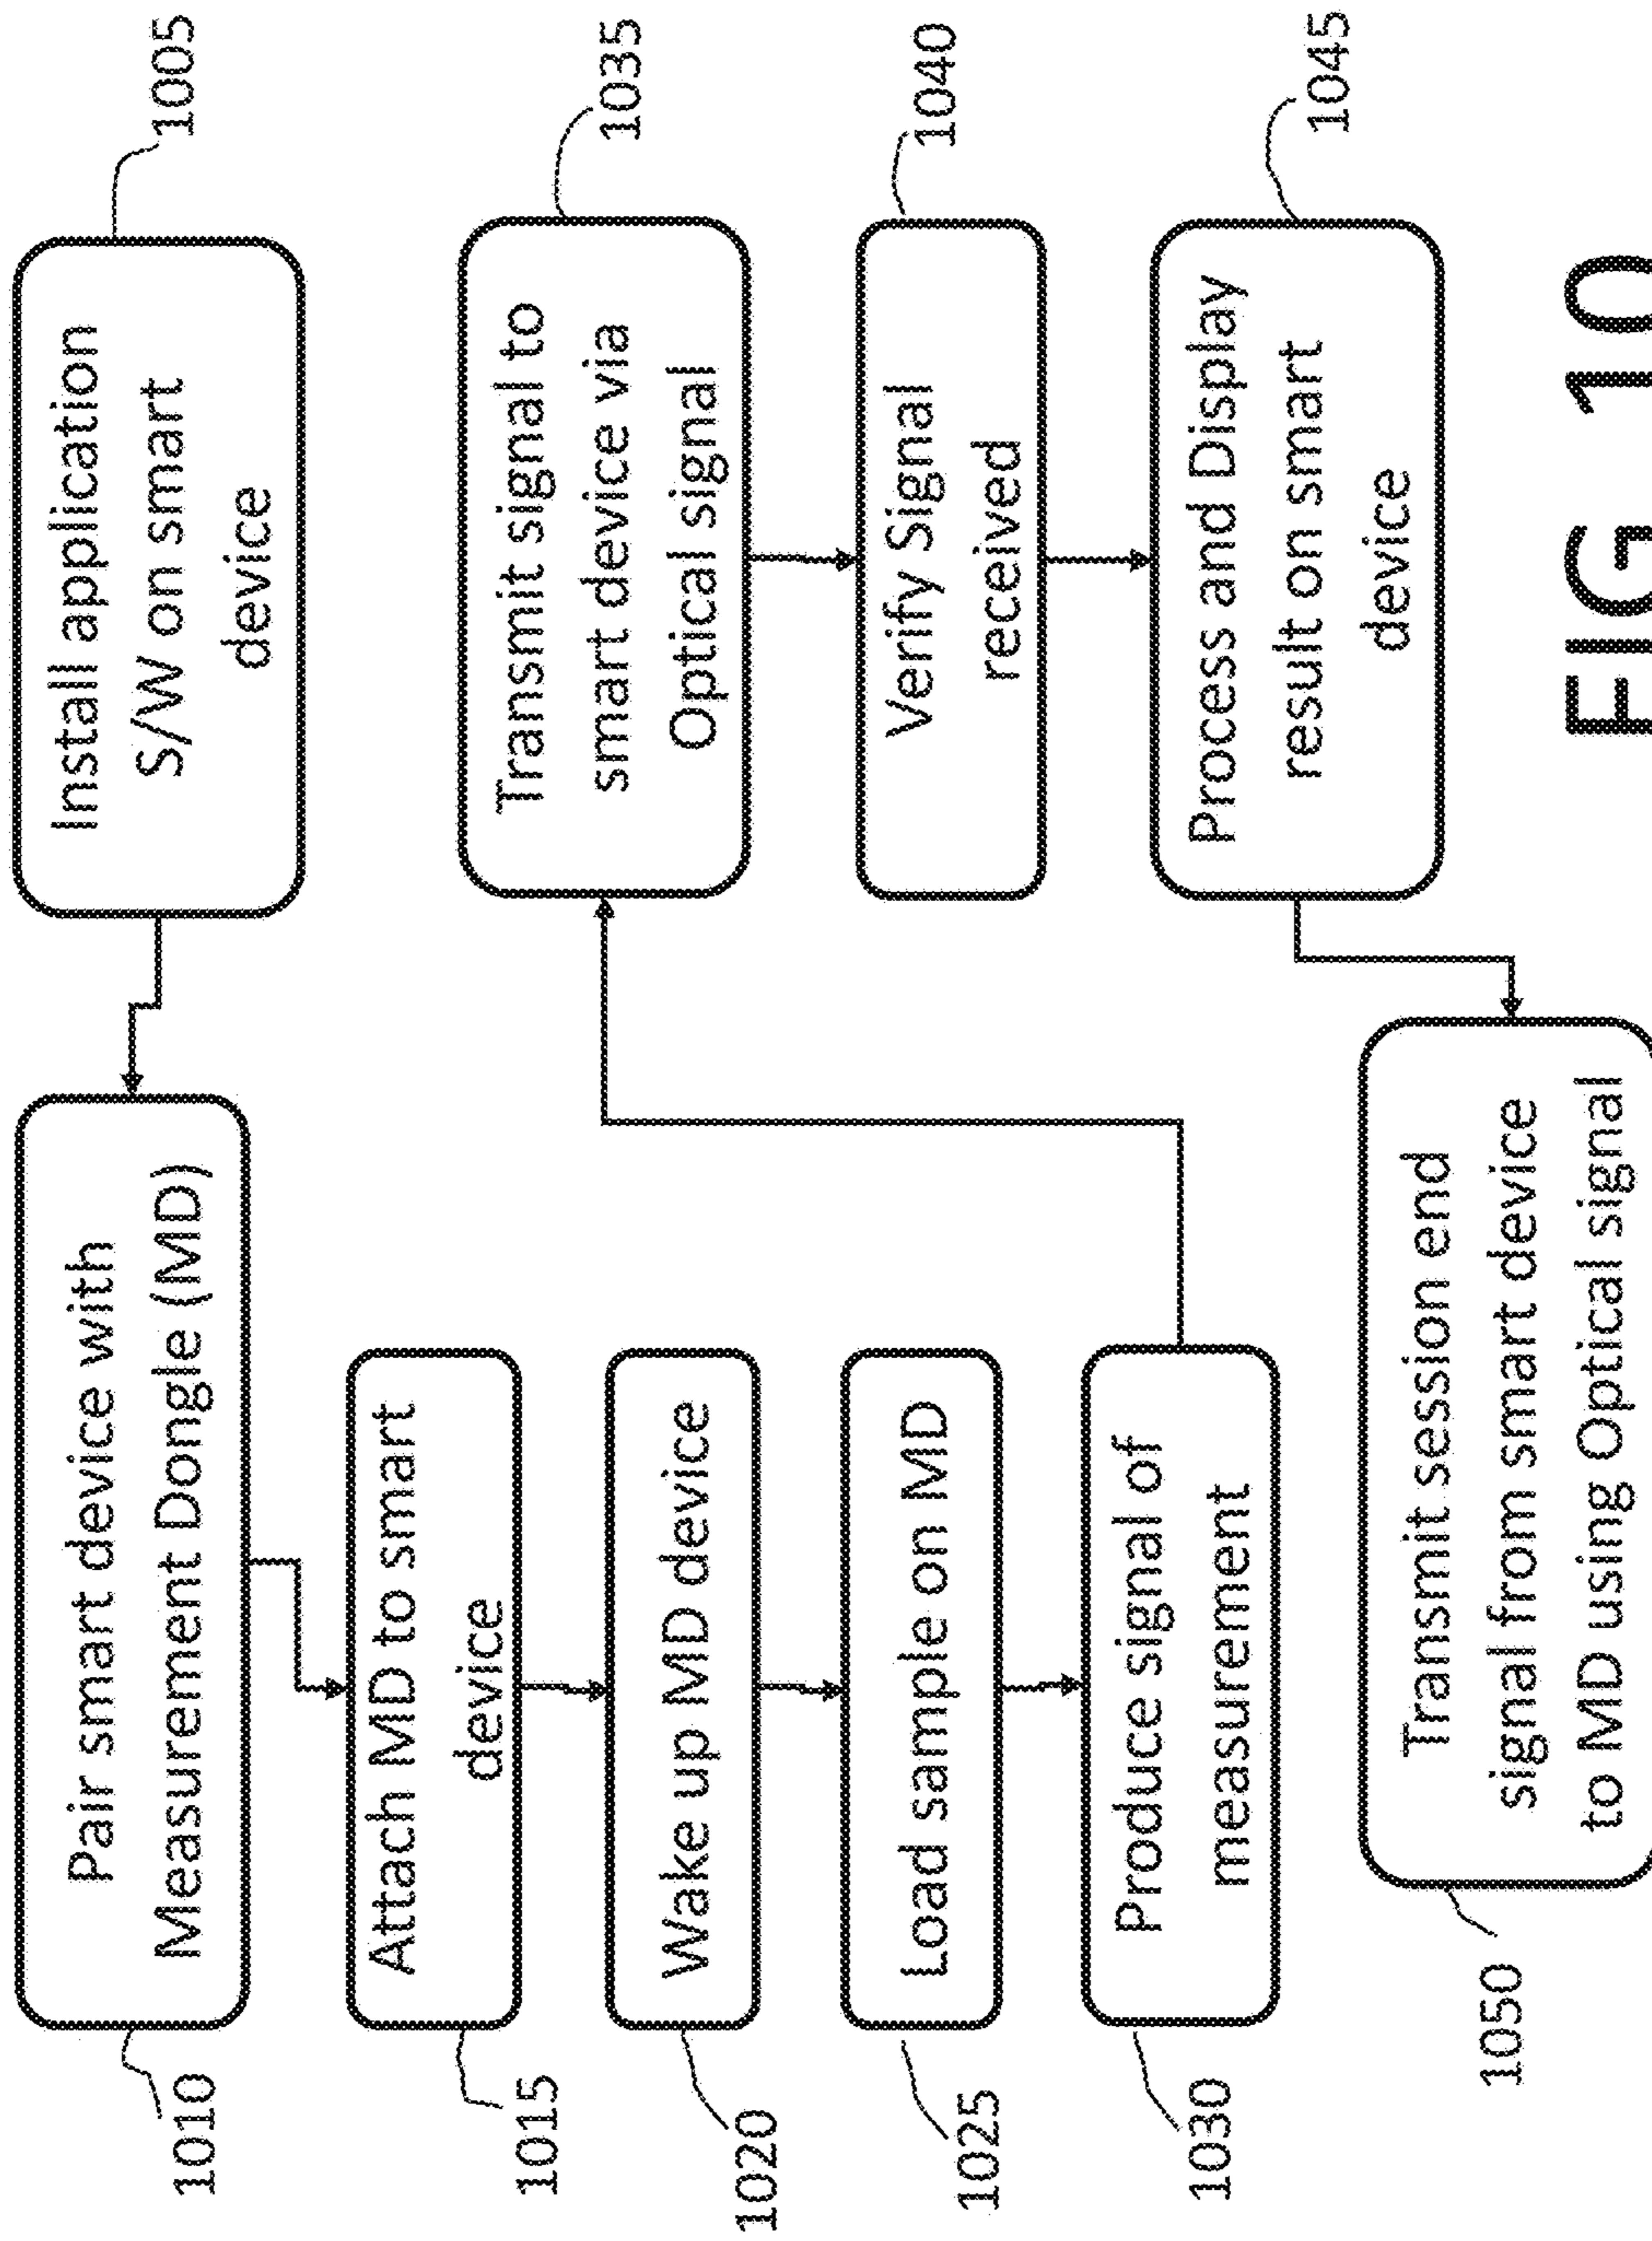 1005
Install application
S/W on smart
device
1010
Pair smart device with
Measurement Dongle (MD)
1015
Attach MD to smart
device
1020
Wake up MD device
1025
Load sample on MD
1030
Produce signal of
measurement
1035
Transmit signal to
smart device via
Optical signal
1040
Verify Signal
received
1045
Process and Display
result on smart
device
1050
Transmit session end
signal from smart device
to MD using Optical signal
FIG 10